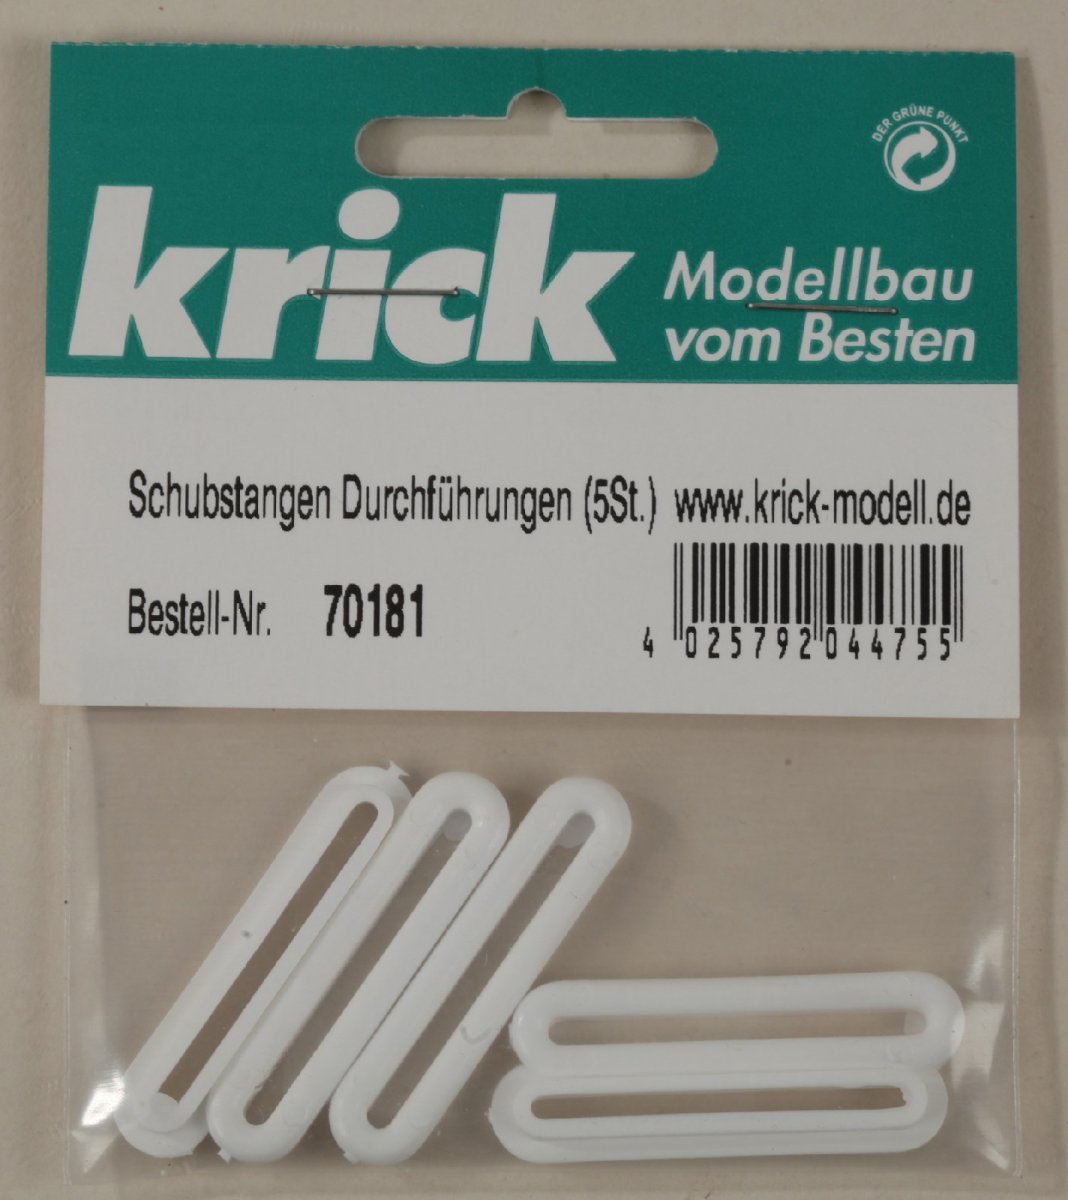 DER GRÜNE PUNKT
krick
Modellbau
vom Besten
Schubstangen Durchführungen (5St.) www.krick-modell.de
Bestell-Nr. 70181
4 025792 044755